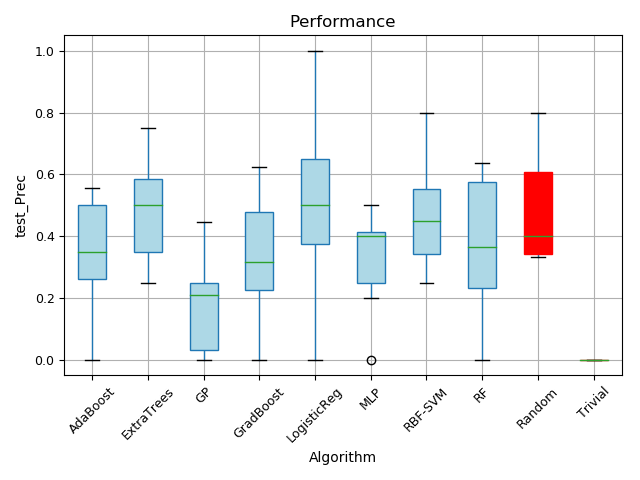 Performance
test_Prec
1.0
0.8
0.6
0.4
0.2
0.0
AdaBoost
ExtraTrees
GP
GradBoost
LogisticReg
MLP
RBF-SVM
RF
Random
Trivial
Algorithm